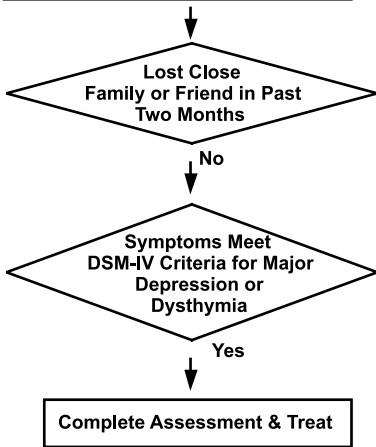 Lost Close
Family or Friend in Past
Two Months
No
Symptoms Meet
DSM-IV Criteria for Major
Depression or
Dysthymia
Yes
Complete Assessment & Treat